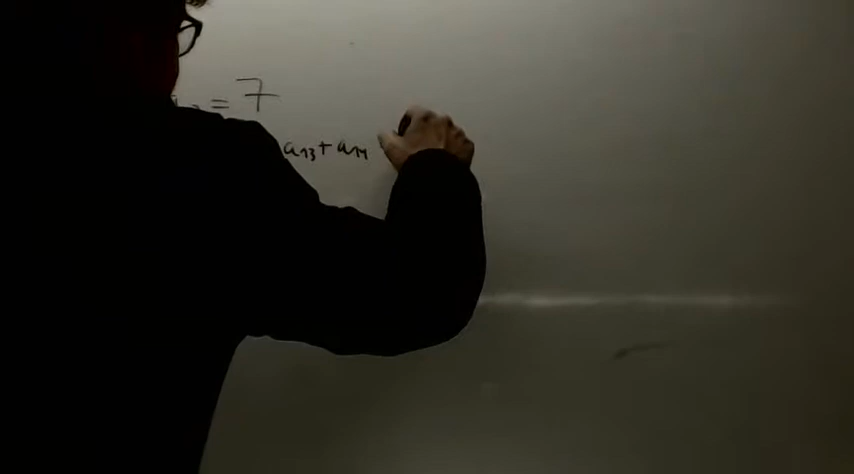 = 7
a₁₃ + a₁₄